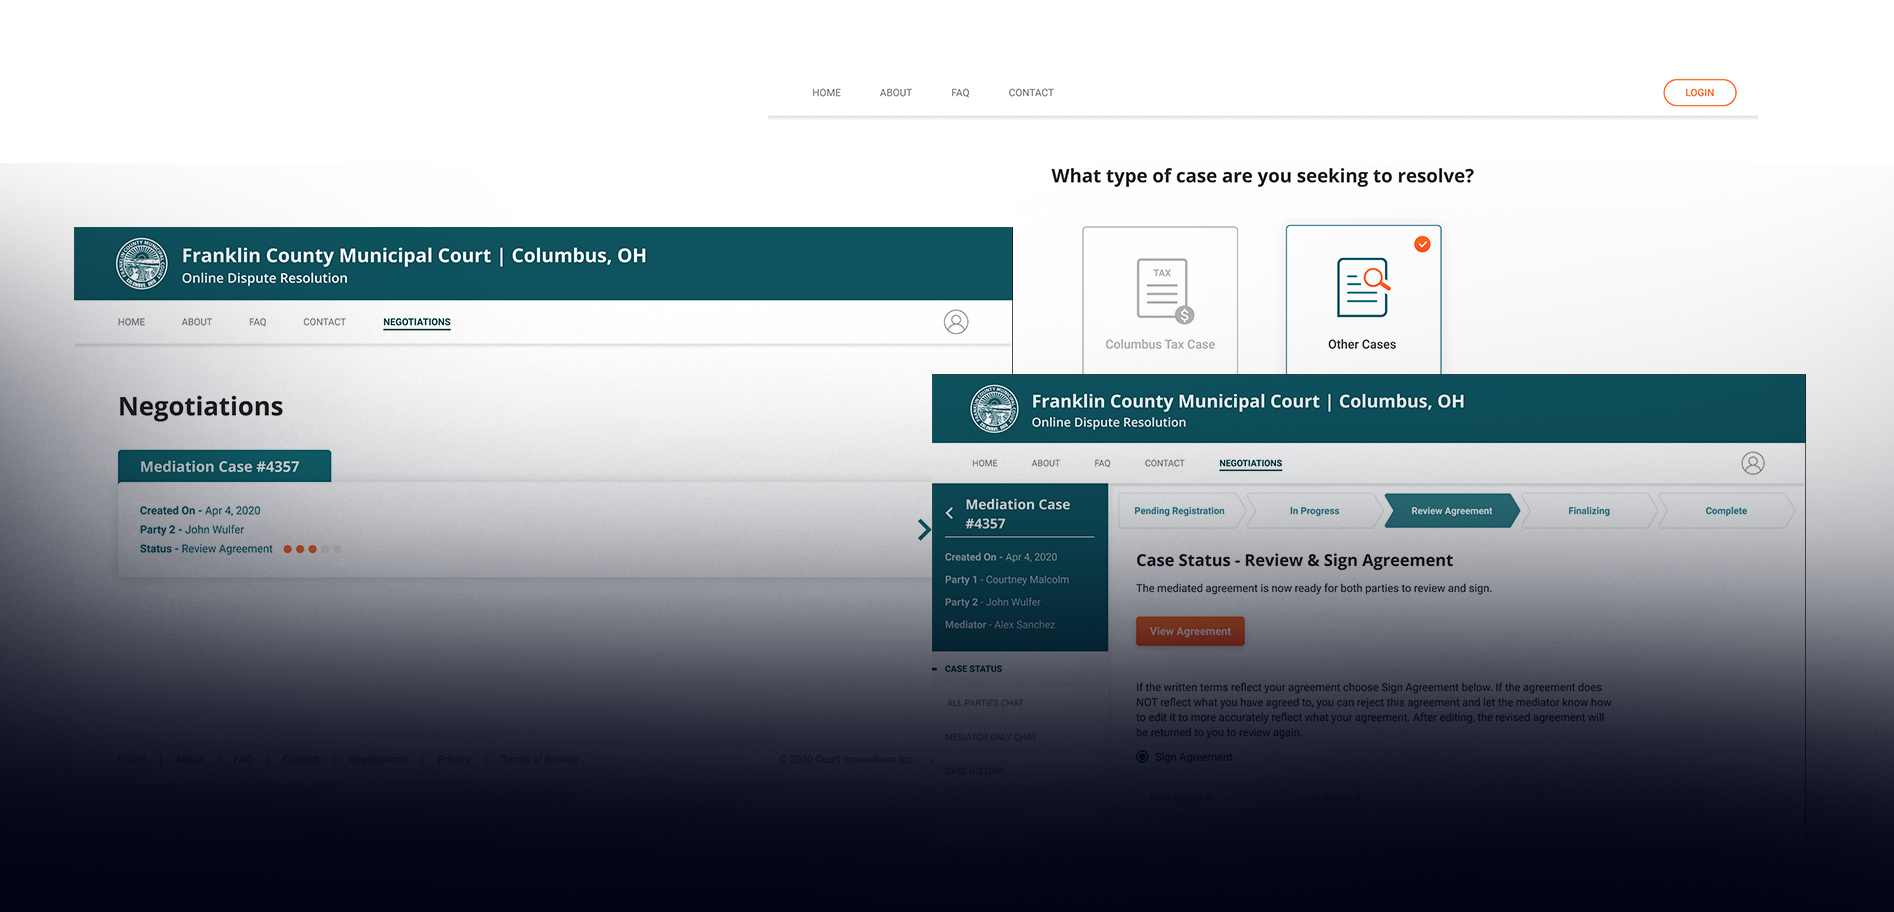 HOME ABOUT FAQ CONTACT LOGIN
What type of case are you seeking to resolve?
TAX
$
Columbus Tax Case
Other Cases
Franklin County Municipal Court | Columbus, OH
Online Dispute Resolution
HOME ABOUT FAQ CONTACT NEGOTIATIONS
Negotiations
Mediation Case #4357
Created On - Apr 4, 2020
Party 2 - John Wulfer
Status - Review Agreement
Home | About | FAQ | Contact | Negotiations | Privacy | Terms of Service © 2020 Court Innovations Inc.
Franklin County Municipal Court | Columbus, OH
Online Dispute Resolution
HOME ABOUT FAQ CONTACT NEGOTIATIONS
Mediation Case
#4357
Created On - Apr 4, 2020
Party 1 - Courtney Malcolm
Party 2 - John Wulfer
Mediator - Alex Sanchez
CASE STATUS
ALL PARTIES CHAT
MEDIATOR ONLY CHAT
CASE HISTORY
Pending Registration In Progress Review Agreement Finalizing Complete
Case Status - Review & Sign Agreement
The mediated agreement is now ready for both parties to review and sign.
View Agreement
If the written terms reflect your agreement choose Sign Agreement below. If the agreement does
NOT reflect what you have agreed to, you can reject this agreement and let the mediator know how
to edit it to more accurately reflect what your agreement. After editing, the revised agreement will
be returned to you to review again.
Sign Agreement